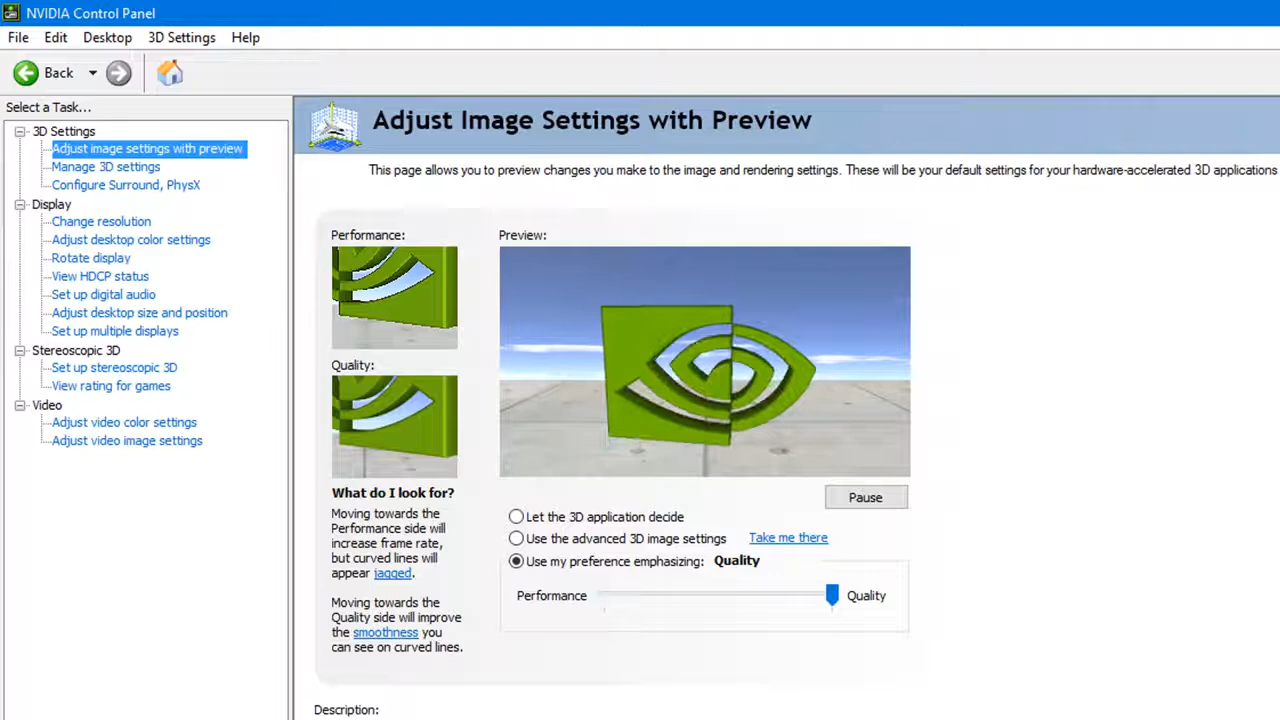 NVIDIA Control Panel
File Edit Desktop 3D Settings Help
Back
Select a Task...
3D Settings
Adjust image settings with preview
Manage 3D settings
Configure Surround, PhysX
Display
Change resolution
Adjust desktop color settings
Rotate display
View HDCP status
Set up digital audio
Adjust desktop size and position
Set up multiple displays
Stereoscopic 3D
Set up stereoscopic 3D
View rating for games
Video
Adjust video color settings
Adjust video image settings
Adjust Image Settings with Preview
This page allows you to preview changes you make to the image and rendering settings. These will be your default settings for your hardware-accelerated 3D applications
Performance:
Quality:
What do I look for?
Moving towards the
Performance side will
increase frame rate,
but curved lines will
appear jagged.
Moving towards the
Quality side will improve
the smoothness you
can see on curved lines.
Preview:
Pause
Let the 3D application decide
Use the advanced 3D image settings Take me there
Use my preference emphasizing: Quality
Performance Quality
Description: